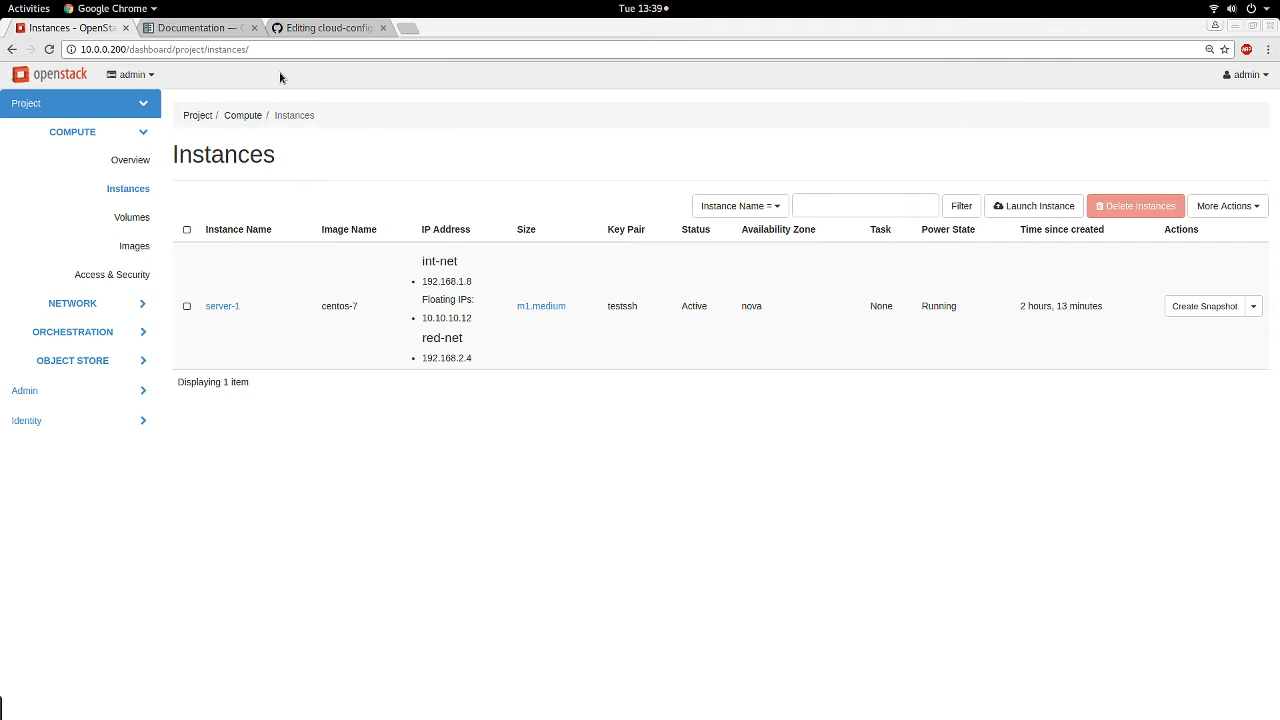 Activities Google Chrome Tue 13:39
Instances - OpenSta Documentation — C Editing cloud-config
10.0.0.200/dashboard/project/instances/
openstack admin admin
Project
Project / Compute / Instances
COMPUTE
Instances
Overview
Instances
Volumes
Images
Access & Security
NETWORK
ORCHESTRATION
OBJECT STORE
Admin
Identity
Instance Name = Filter Launch Instance Delete Instances More Actions
Instance Name Image Name IP Address Size Key Pair Status Availability Zone Task Power State Time since created Actions
int-net
192.168.1.8
Floating IPs:
server-1 centos-7 m1.medium testssh Active nova None Running 2 hours, 13 minutes Create Snapshot
10.10.10.12
red-net
192.168.2.4
Displaying 1 item